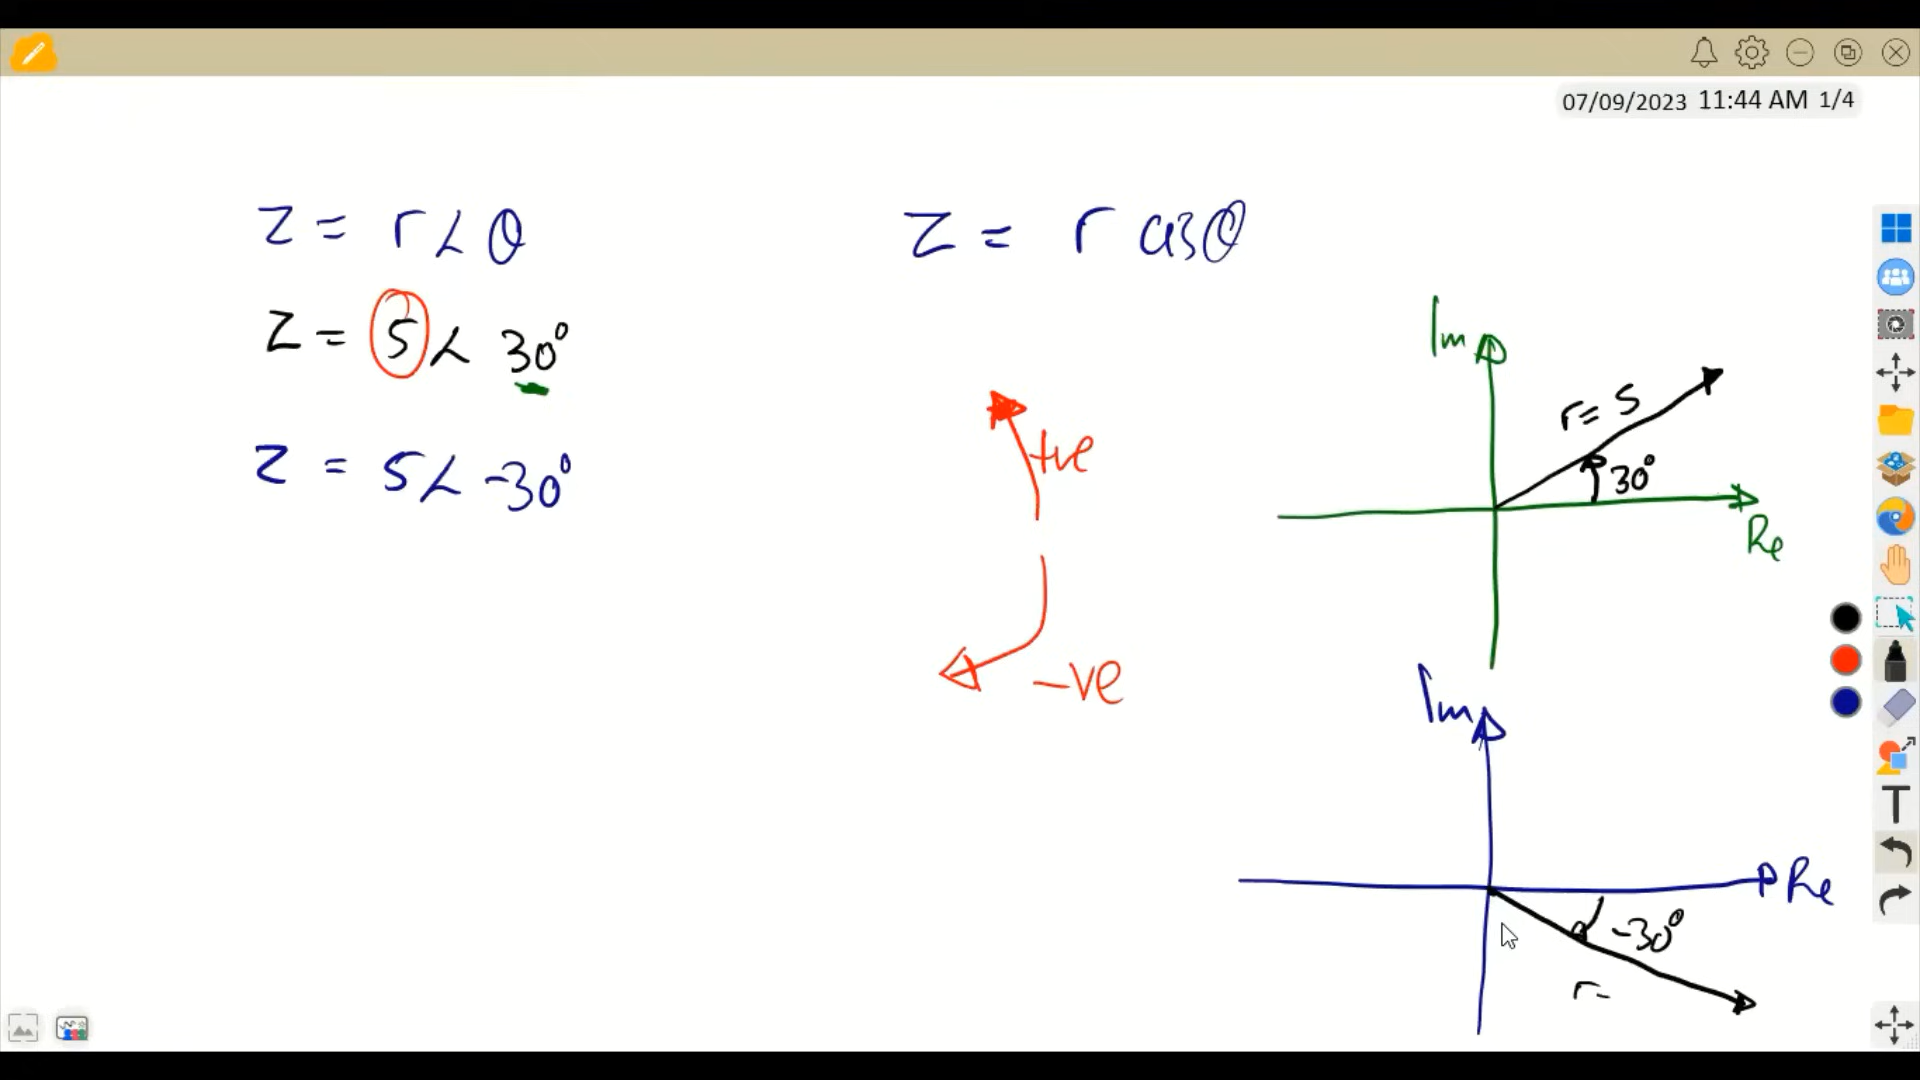 07/09/2023 11:44 AM 1/4
Z = r∠θ
Z = r cosθ
Z = 5∠30°
Z = 5∠-30°
+ve
-ve
Im
r = 5
30°
Re
Im
Re
-30°
r=
T